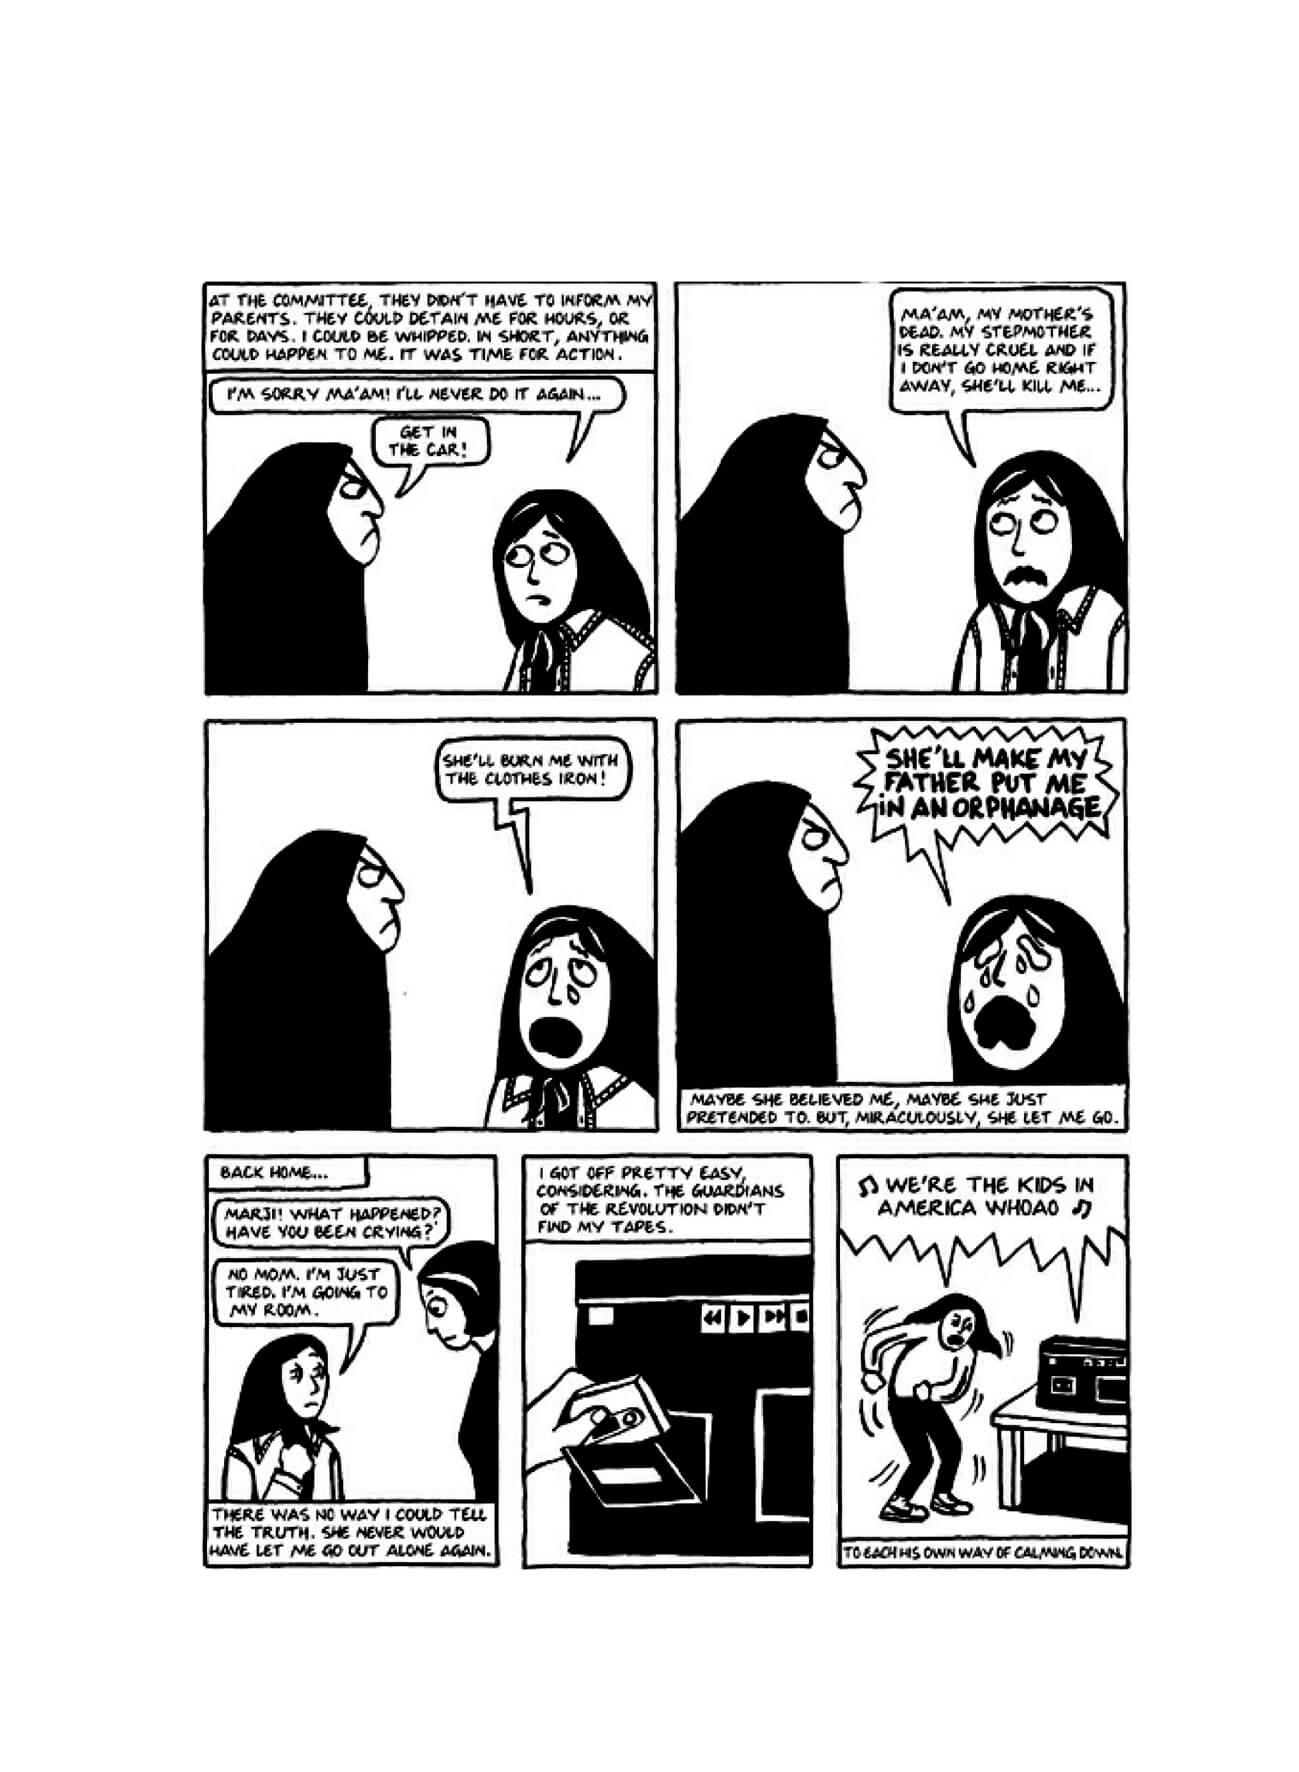 AT THE COMMITTEE, THEY DIDN'T HAVE TO INFORM MY
PARENTS. THEY COULD DETAIN ME FOR HOURS, OR
FOR DAYS. I COULD BE WHIPPED. IN SHORT, ANYTHING
COULD HAPPEN TO ME. IT WAS TIME FOR ACTION.
I'M SORRY MA'AM! I'LL NEVER DO IT AGAIN...
GET IN
THE CAR!
MA'AM, MY MOTHER'S
DEAD. MY STEPMOTHER
IS REALLY CRUEL AND IF
I DON'T GO HOME RIGHT
AWAY, SHE'LL KILL ME...
SHE'LL BURN ME WITH
THE CLOTHES IRON!
SHE'LL MAKE MY
FATHER PUT ME
IN AN ORPHANAGE
MAYBE SHE BELIEVED ME, MAYBE SHE JUST
PRETENDED TO. BUT, MIRACULOUSLY, SHE LET ME GO.
BACK HOME...
MARJI! WHAT HAPPENED?
HAVE YOU BEEN CRYING?
NO MOM. I'M JUST
TIRED. I'M GOING TO
MY ROOM.
THERE WAS NO WAY I COULD TELL
THE TRUTH. SHE NEVER WOULD
HAVE LET ME GO OUT ALONE AGAIN.
I GOT OFF PRETTY EASY,
CONSIDERING. THE GUARDIANS
OF THE REVOLUTION DIDN'T
FIND MY TAPES.
♫ WE'RE THE KIDS IN
AMERICA WHOAO ♫
TO EACH HIS OWN WAY OF CALMING DOWN.